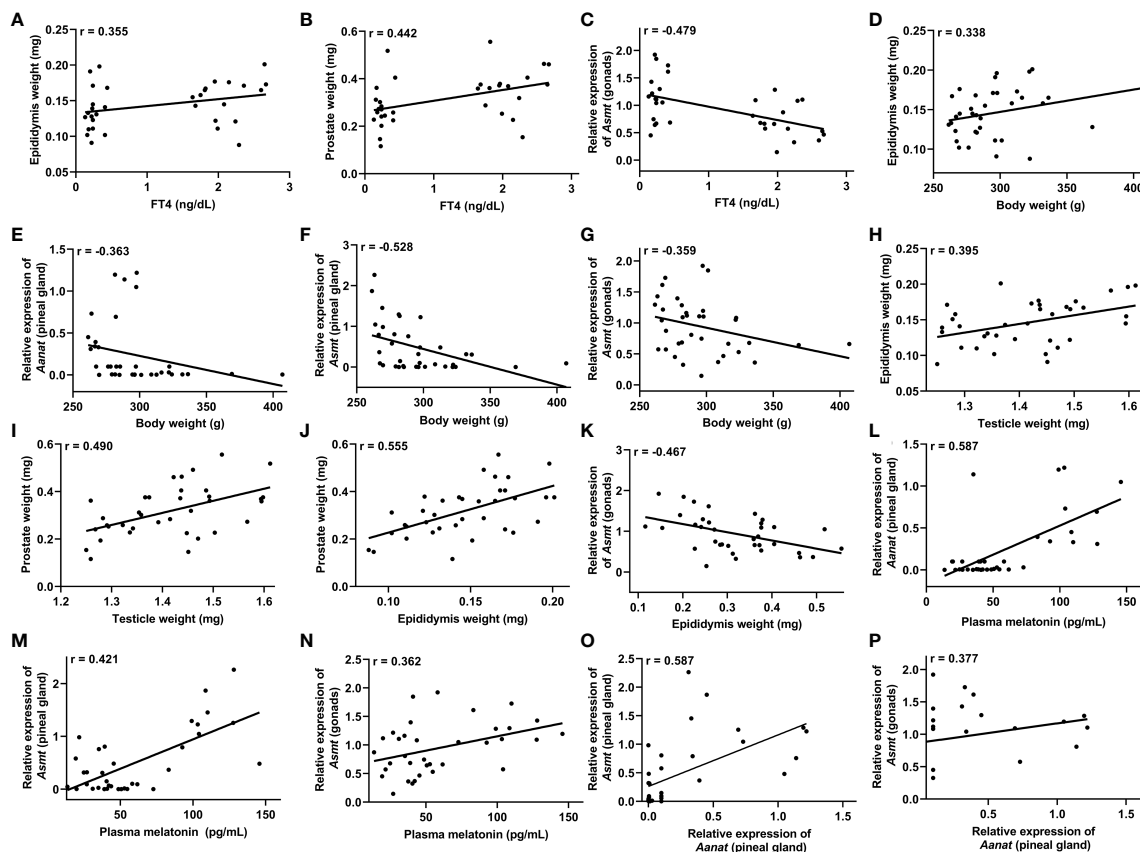 A
r = 0.355
Epididymis weight (mg)
0.25
0.20
0.15
0.10
0.05
0 1 2 3
FT4 (ng/dL)
B
r = 0.442
Prostate weight (mg)
0.6
0.4
0.2
0.0
0 1 2 3
FT4 (ng/dL)
C
r = -0.479
Relative expression
of Asmt (gonads)
2.0
1.5
1.0
0.5
0.0
0 1 2 3
FT4 (ng/dL)
D
r = 0.338
Epididymis weight (mg)
0.25
0.20
0.15
0.10
250 300 350 400
Body weight (g)
E
r = -0.363
Relative expression of
Aanat (pineal gland)
1.5
1.0
0.5
0.0
250 300 350 400
Body weight (g)
F
r = -0.528
Relative expression of
Asmt (pineal gland)
3
2
1
0
250 300 350 400
Body weight (g)
G
r = -0.359
Relative expression of
Asmt (gonads)
2.0
1.5
1.0
0.5
0.0
250 300 350 400
Body weight (g)
H
r = 0.395
Epididymis weight (mg)
0.25
0.20
0.15
0.10
0.05
1.3 1.4 1.5 1.6
Testicle weight (mg)
I
r = 0.490
Prostate weight (mg)
0.6
0.4
0.2
0.0
1.2 1.3 1.4 1.5 1.6
Testicle weight (mg)
J
r = 0.555
Prostate weight (mg)
0.6
0.4
0.2
0.0
0.10 0.15 0.20
Epididymis weight (mg)
K
r = -0.467
Relative expression
of Asmt (gonads)
3
2
1
0
0.1 0.2 0.3 0.4 0.5
Epididymis weight (mg)
L
r = 0.587
Relative expression of
Aanat (pineal gland)
1.5
1.0
0.5
0.0
0 50 100 150
Plasma melatonin (pg/mL)
M
r = 0.421
Relative expression of
Asmt (pineal gland)
2
1
0
50 100 150
Plasma melatonin (pg/mL)
N
r = 0.362
Relative expression of
Asmt (gonads)
2.5
2.0
1.5
1.0
0.5
0.0
50 100 150
Plasma melatonin (pg/mL)
O
r = 0.587
Relative expression of
Asmt (pineal gland)
2.5
2.0
1.5
1.0
0.5
0.0
0.0 0.5 1.0 1.5
Relative expression of
Aanat (pineal gland)
P
r = 0.377
Relative expression of
Asmt (gonads)
2.0
1.5
1.0
0.5
0.0
0.5 1.0 1.5
Relative expression of
Aanat (pineal gland)